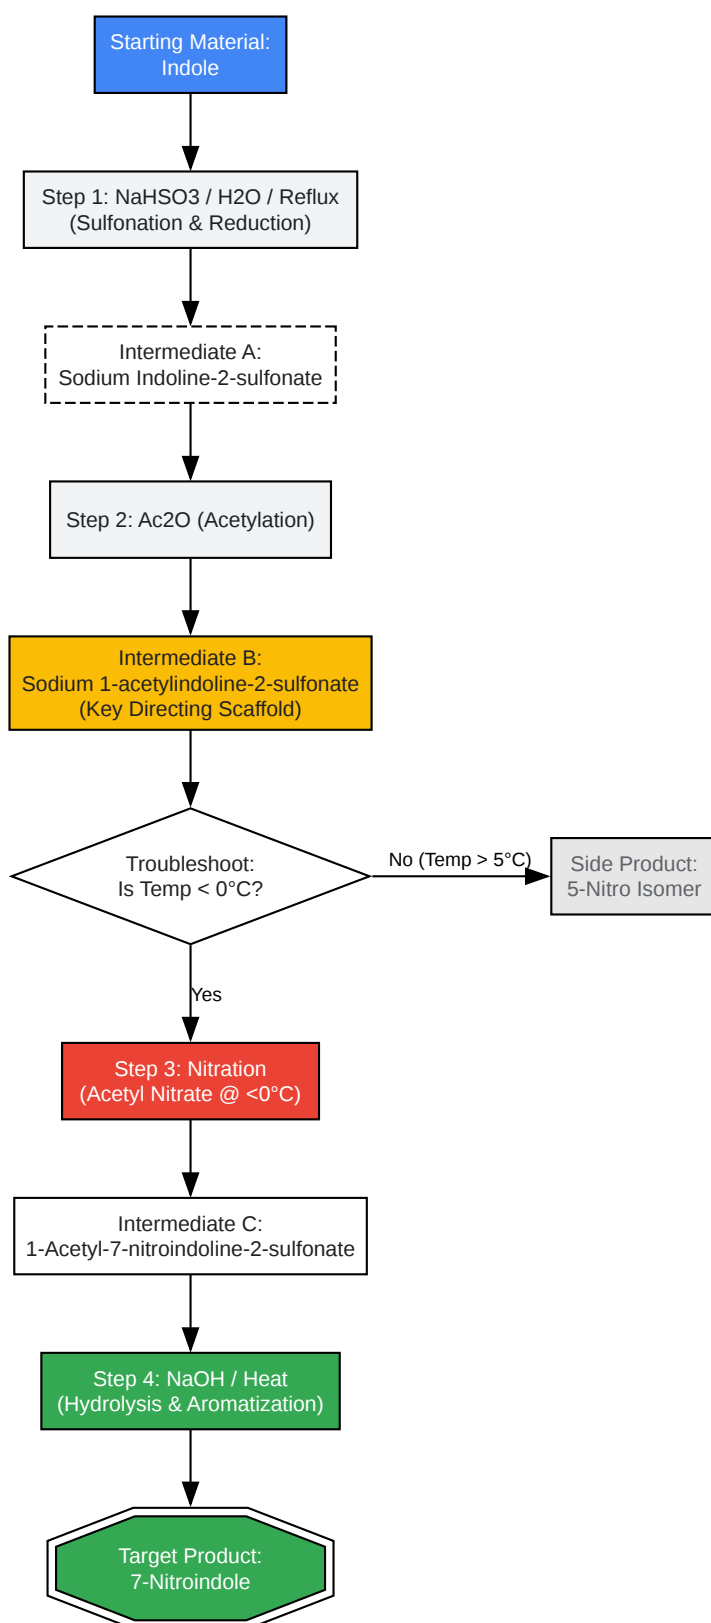 Starting Material:
Indole
Step 1: NaHSO3 / H2O / Reflux
(Sulfonation & Reduction)
Intermediate A:
Sodium Indoline-2-sulfonate
Step 2: Ac2O (Acetylation)
Intermediate B:
Sodium 1-acetylindoline-2-sulfonate
(Key Directing Scaffold)
Troubleshoot:
Is Temp < 0°C?
No (Temp > 5°C)
Side Product:
5-Nitro Isomer
Yes
Step 3: Nitration
(Acetyl Nitrate @ <0°C)
Intermediate C:
1-Acetyl-7-nitroindoline-2-sulfonate
Step 4: NaOH / Heat
(Hydrolysis & Aromatization)
Target Product:
7-Nitroindole